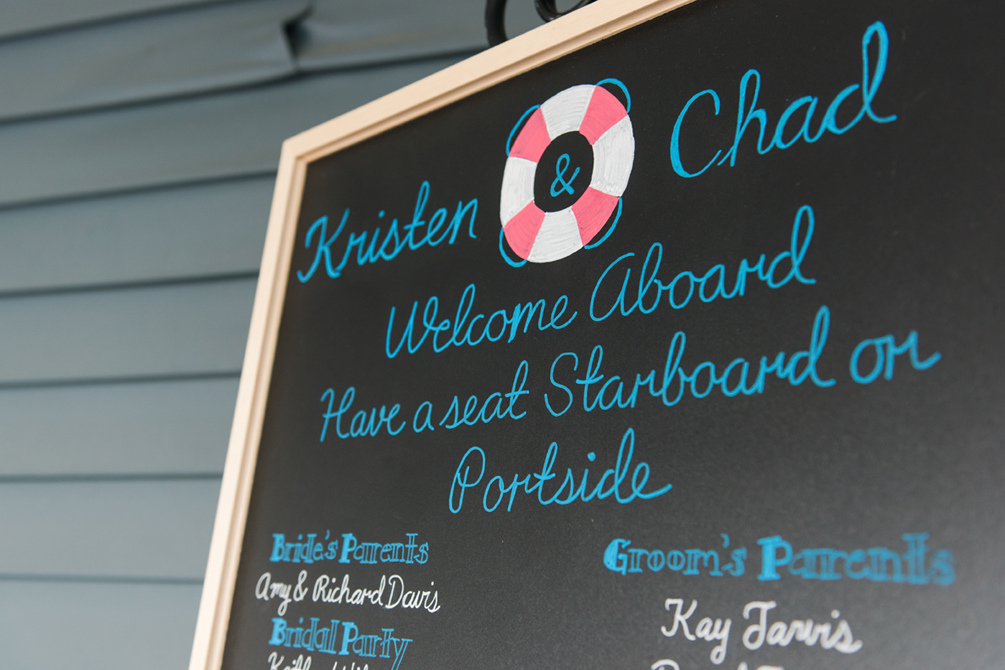 Kristen & Chad
Welcome Aboard
Have a seat Starboard or
Portside
Bride's Parents
Amy & Richard Davis
Bridal Party
Groom's Parents
Kay Jarvis